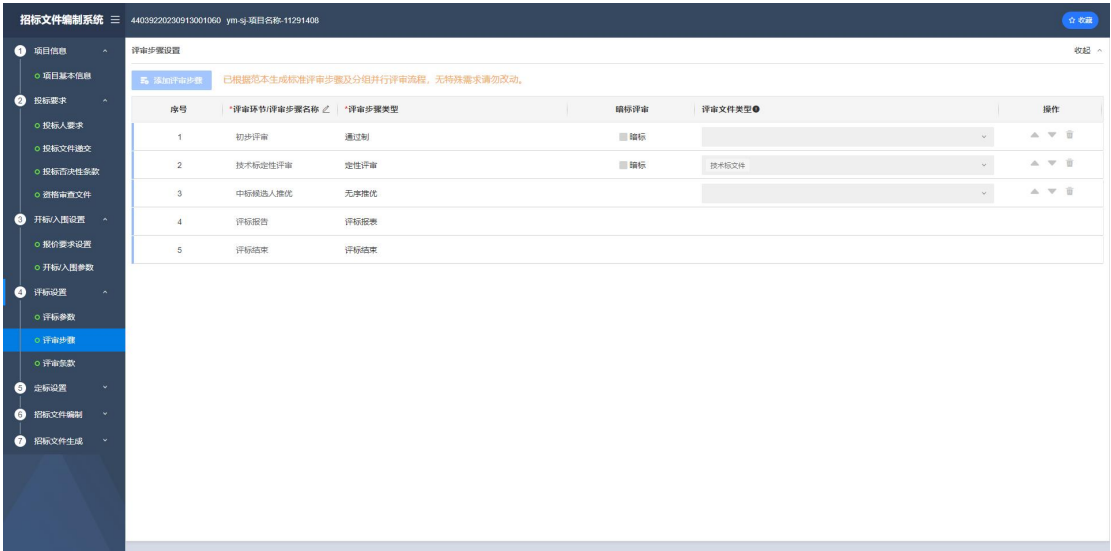 招标文件编制系统 44039220230913001060 ym-sj-项目名称-11291408 收藏
1 项目信息
项目基本信息
2 投标要求
投标人要求
投标文件递交
投标否决性条款
资格审查文件
3 开标/入围设置
报价要求设置
开标/入围参数
4 评标设置
评标参数
评审步骤
评审条款
5 定标设置
6 招标文件编制
7 招标文件生成
评审步骤设置 收起
添加评审步骤 已根据范本生成标准评审步骤及分组并行评审流程，无特殊需求请勿改动。
序号 *评审环节/评审步骤名称 *评审步骤类型 暗标评审 评审文件类型 操作
1 初步评审 通过制 暗标
2 技术标定性评审 定性评审 暗标 技术标文件
3 中标候选人推优 无序推优
4 评标报告 评标报表
5 评标结束 评标结束